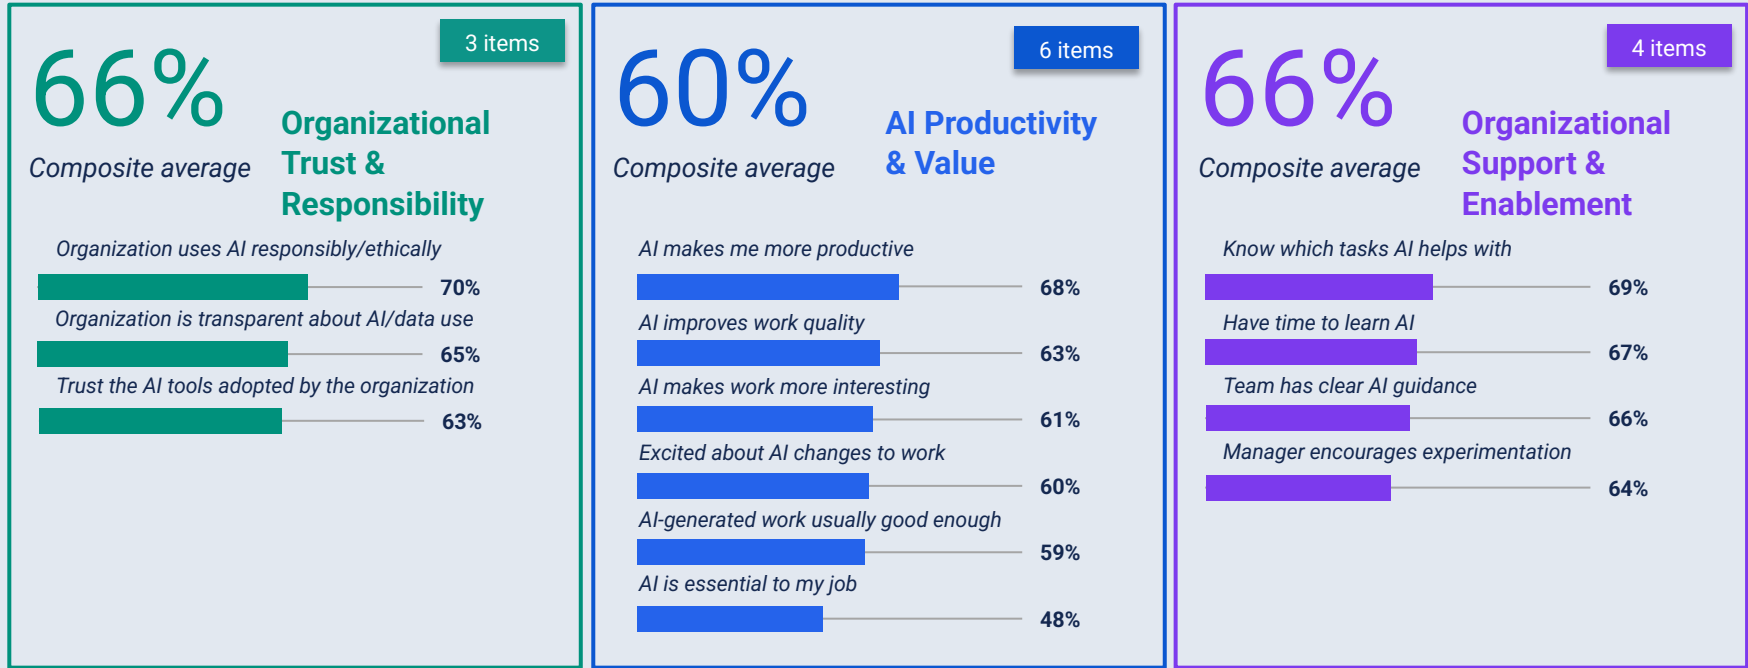 66%
3 items
Composite average
Organizational
Trust &
Responsibility
Organization uses AI responsibly/ethically
70%
Organization is transparent about AI/data use
65%
Trust the AI tools adopted by the organization
63%
60%
6 items
Composite average
AI Productivity
& Value
AI makes me more productive
68%
AI improves work quality
63%
AI makes work more interesting
61%
Excited about AI changes to work
60%
AI-generated work usually good enough
59%
AI is essential to my job
48%
66%
4 items
Composite average
Organizational
Support &
Enablement
Know which tasks AI helps with
69%
Have time to learn AI
67%
Team has clear AI guidance
66%
Manager encourages experimentation
64%